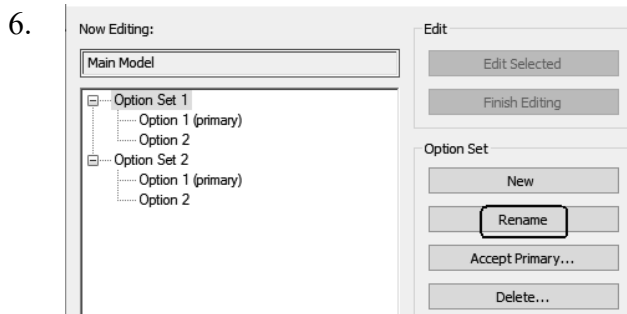 6.
Now Editing:
Main Model
Option Set 1
Option 1 (primary)
Option 2
Option Set 2
Option 1 (primary)
Option 2
Edit
Edit Selected
Finish Editing
Option Set
New
Rename
Accept Primary...
Delete...